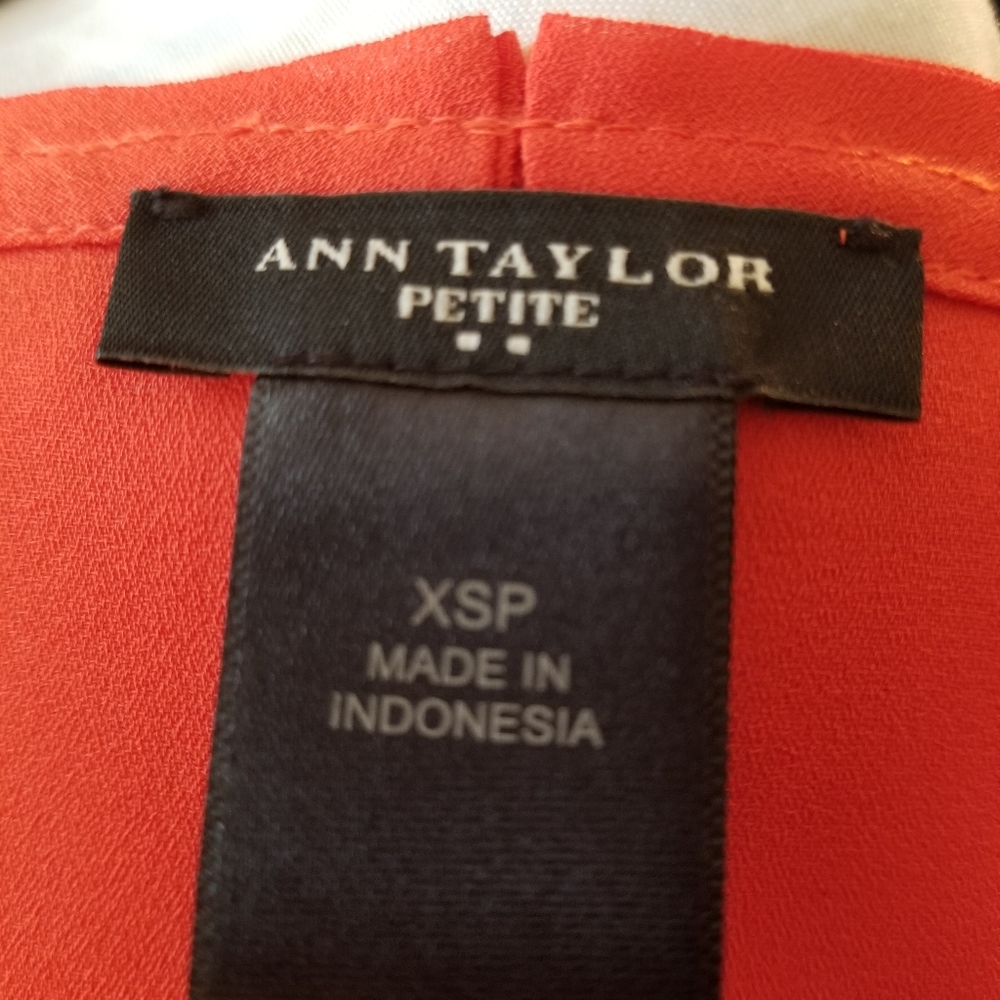 ANN TAYLOR
PETITE
XSP
MADE IN
INDONESIA